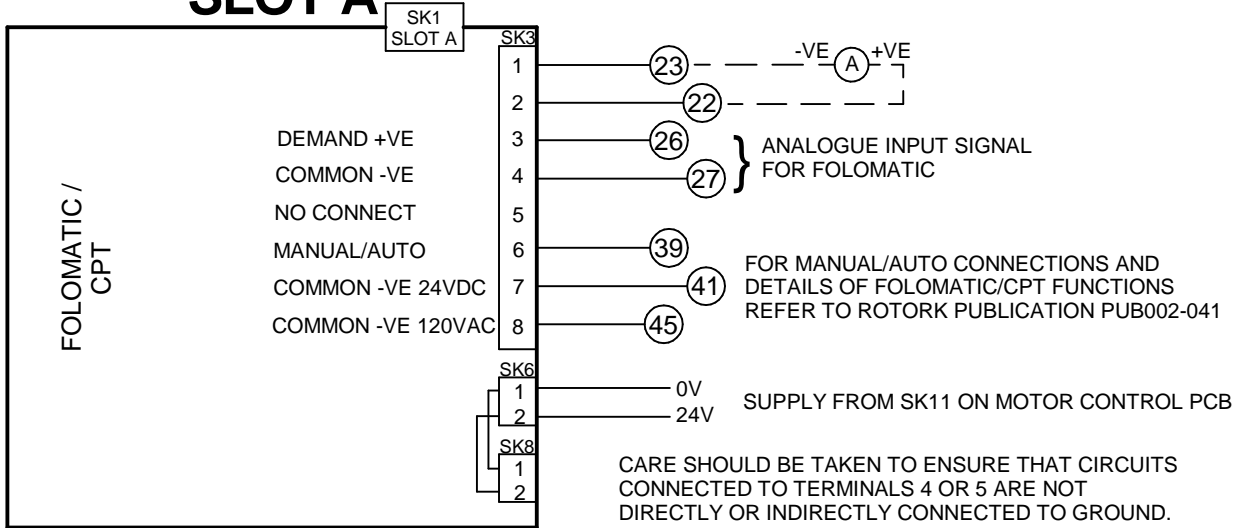 SLOT A
SK1
SLOT A
SK3
1 23 -VE A +VE
2 22
DEMAND +VE 3 26
COMMON -VE 4 27
ANALOGUE INPUT SIGNAL
FOR FOLOMATIC
NO CONNECT 5
MANUAL/AUTO 6 39
COMMON -VE 24VDC 7 41
COMMON -VE 120VAC 8 45
FOR MANUAL/AUTO CONNECTIONS AND
DETAILS OF FOLOMATIC/CPT FUNCTIONS
REFER TO ROTORK PUBLICATION PUB002-041
FOLOMATIC /
CPT
SK6
1 0V
2 24V
SUPPLY FROM SK11 ON MOTOR CONTROL PCB
SK8
1
2
CARE SHOULD BE TAKEN TO ENSURE THAT CIRCUITS
CONNECTED TO TERMINALS 4 OR 5 ARE NOT
DIRECTLY OR INDIRECTLY CONNECTED TO GROUND.